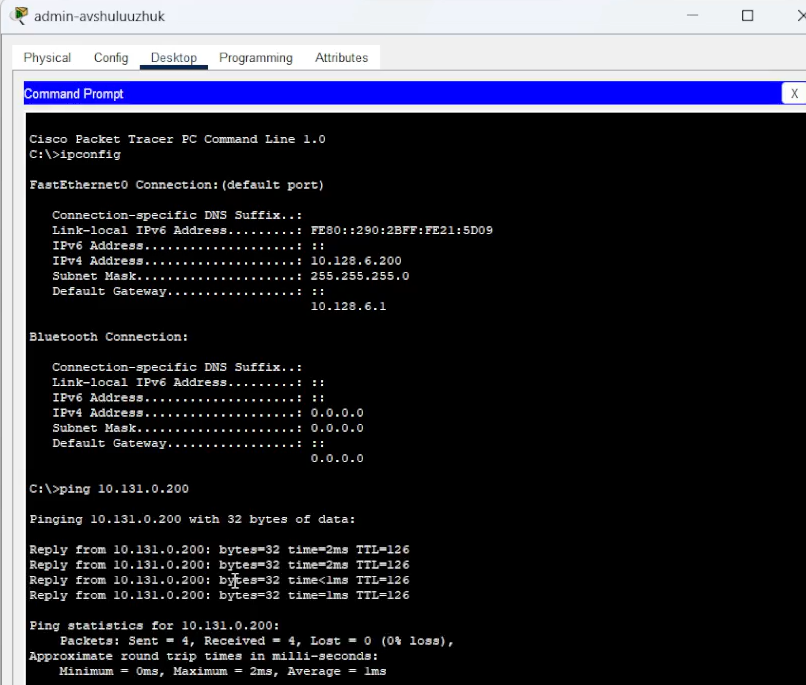 admin-avshuluuzhuk
Physical Config Desktop Programming Attributes
Command Prompt
X
Cisco Packet Tracer PC Command Line 1.0
C:\>ipconfig
FastEthernet0 Connection:(default port)
Connection-specific DNS Suffix..:
Link-local IPv6 Address.........: FE80::290:2BFF:FE21:5D09
IPv6 Address....................: ::
IPv4 Address....................: 10.128.6.200
Subnet Mask.....................: 255.255.255.0
Default Gateway.................: ::
10.128.6.1
Bluetooth Connection:
Connection-specific DNS Suffix..:
Link-local IPv6 Address.........: ::
IPv6 Address....................: ::
IPv4 Address....................: 0.0.0.0
Subnet Mask.....................: 0.0.0.0
Default Gateway.................: ::
0.0.0.0
C:\>ping 10.131.0.200
Pinging 10.131.0.200 with 32 bytes of data:
Reply from 10.131.0.200: bytes=32 time=2ms TTL=126
Reply from 10.131.0.200: bytes=32 time=2ms TTL=126
Reply from 10.131.0.200: bytes=32 time<1ms TTL=126
Reply from 10.131.0.200: bytes=32 time=1ms TTL=126
Ping statistics for 10.131.0.200:
Packets: Sent = 4, Received = 4, Lost = 0 (0% loss),
Approximate round trip times in milli-seconds:
Minimum = 0ms, Maximum = 2ms, Average = 1ms